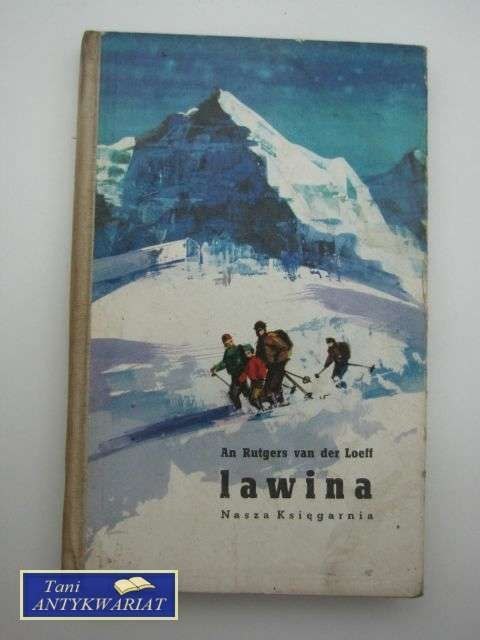 An Rutgers van der Loeff
lawina
Nasza Księgarnia
Tani
ANTYKWARIAT